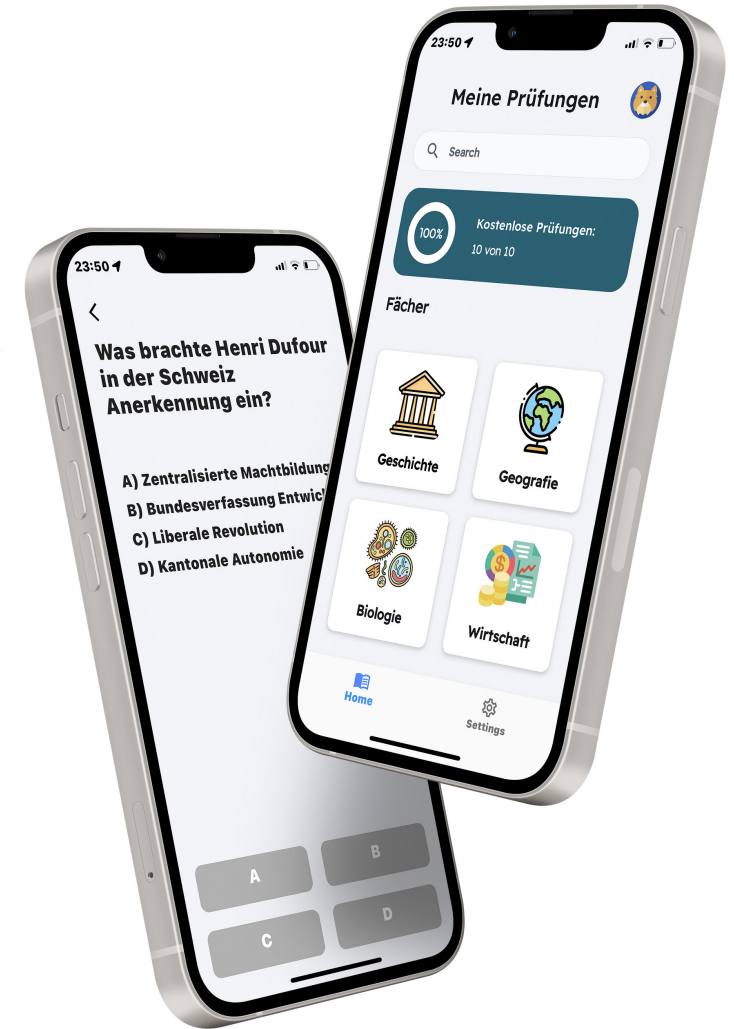 23:50
Meine Prüfungen
Search
100%
Kostenlose Prüfungen:
10 von 10
Fächer
Geschichte
Geografie
Biologie
Wirtschaft
Home
Settings
23:50
Was brachte Henri Dufour
in der Schweiz
Anerkennung ein?
A) Zentralisierte Machtbildung
B) Bundesverfassung
C) Liberale Revolution
D) Kantonale Autonomie
A
B
C
D